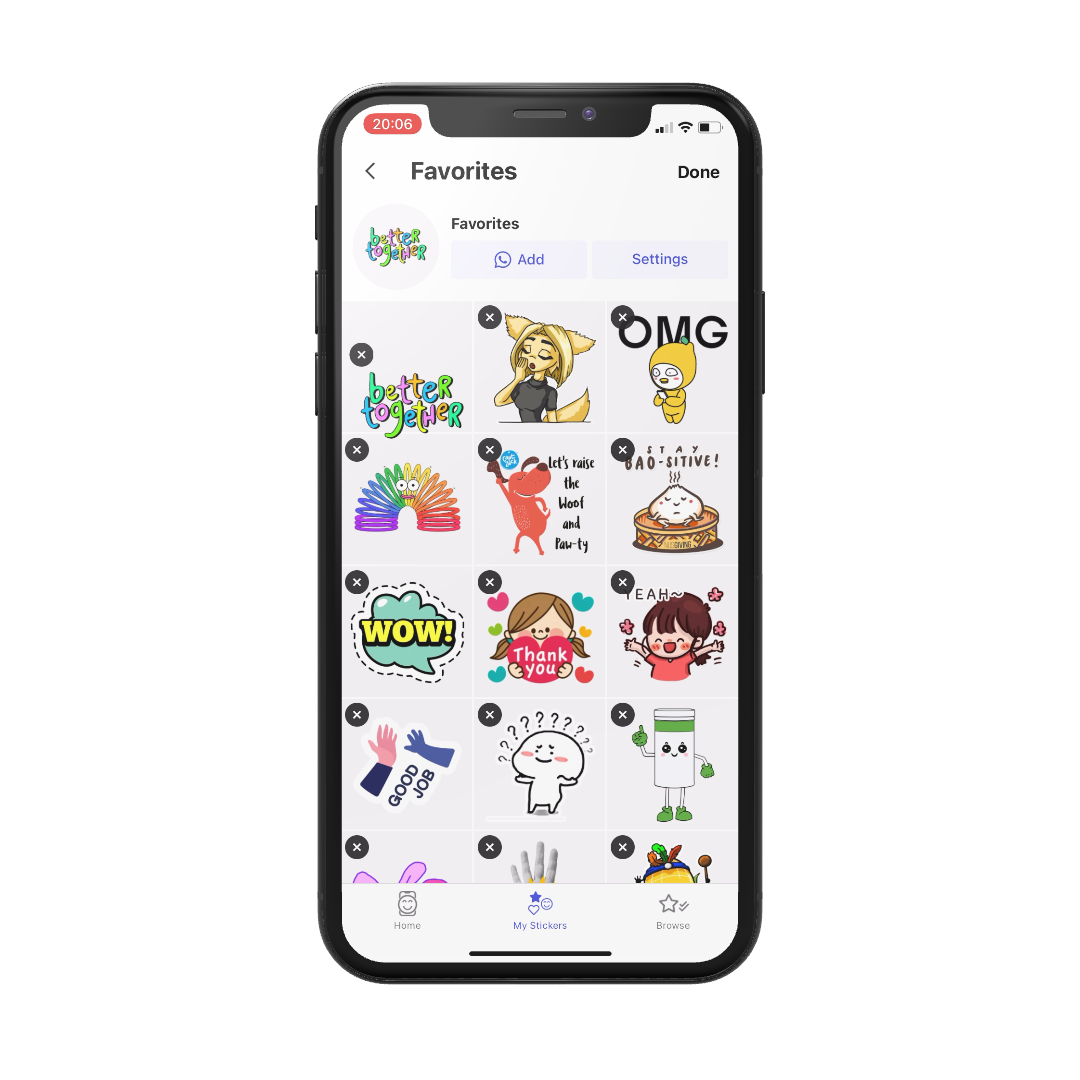 20:06
Favorites
Done
better
together
Favorites
Add
Settings
better
together
OMG
Let's raise
the
Woof
and
Paw-ty
STAY
BAO-SITIVE!
WOW!
Thank
you
YEAH~
GOOD
JOB
???????????
Home
My Stickers
Browse